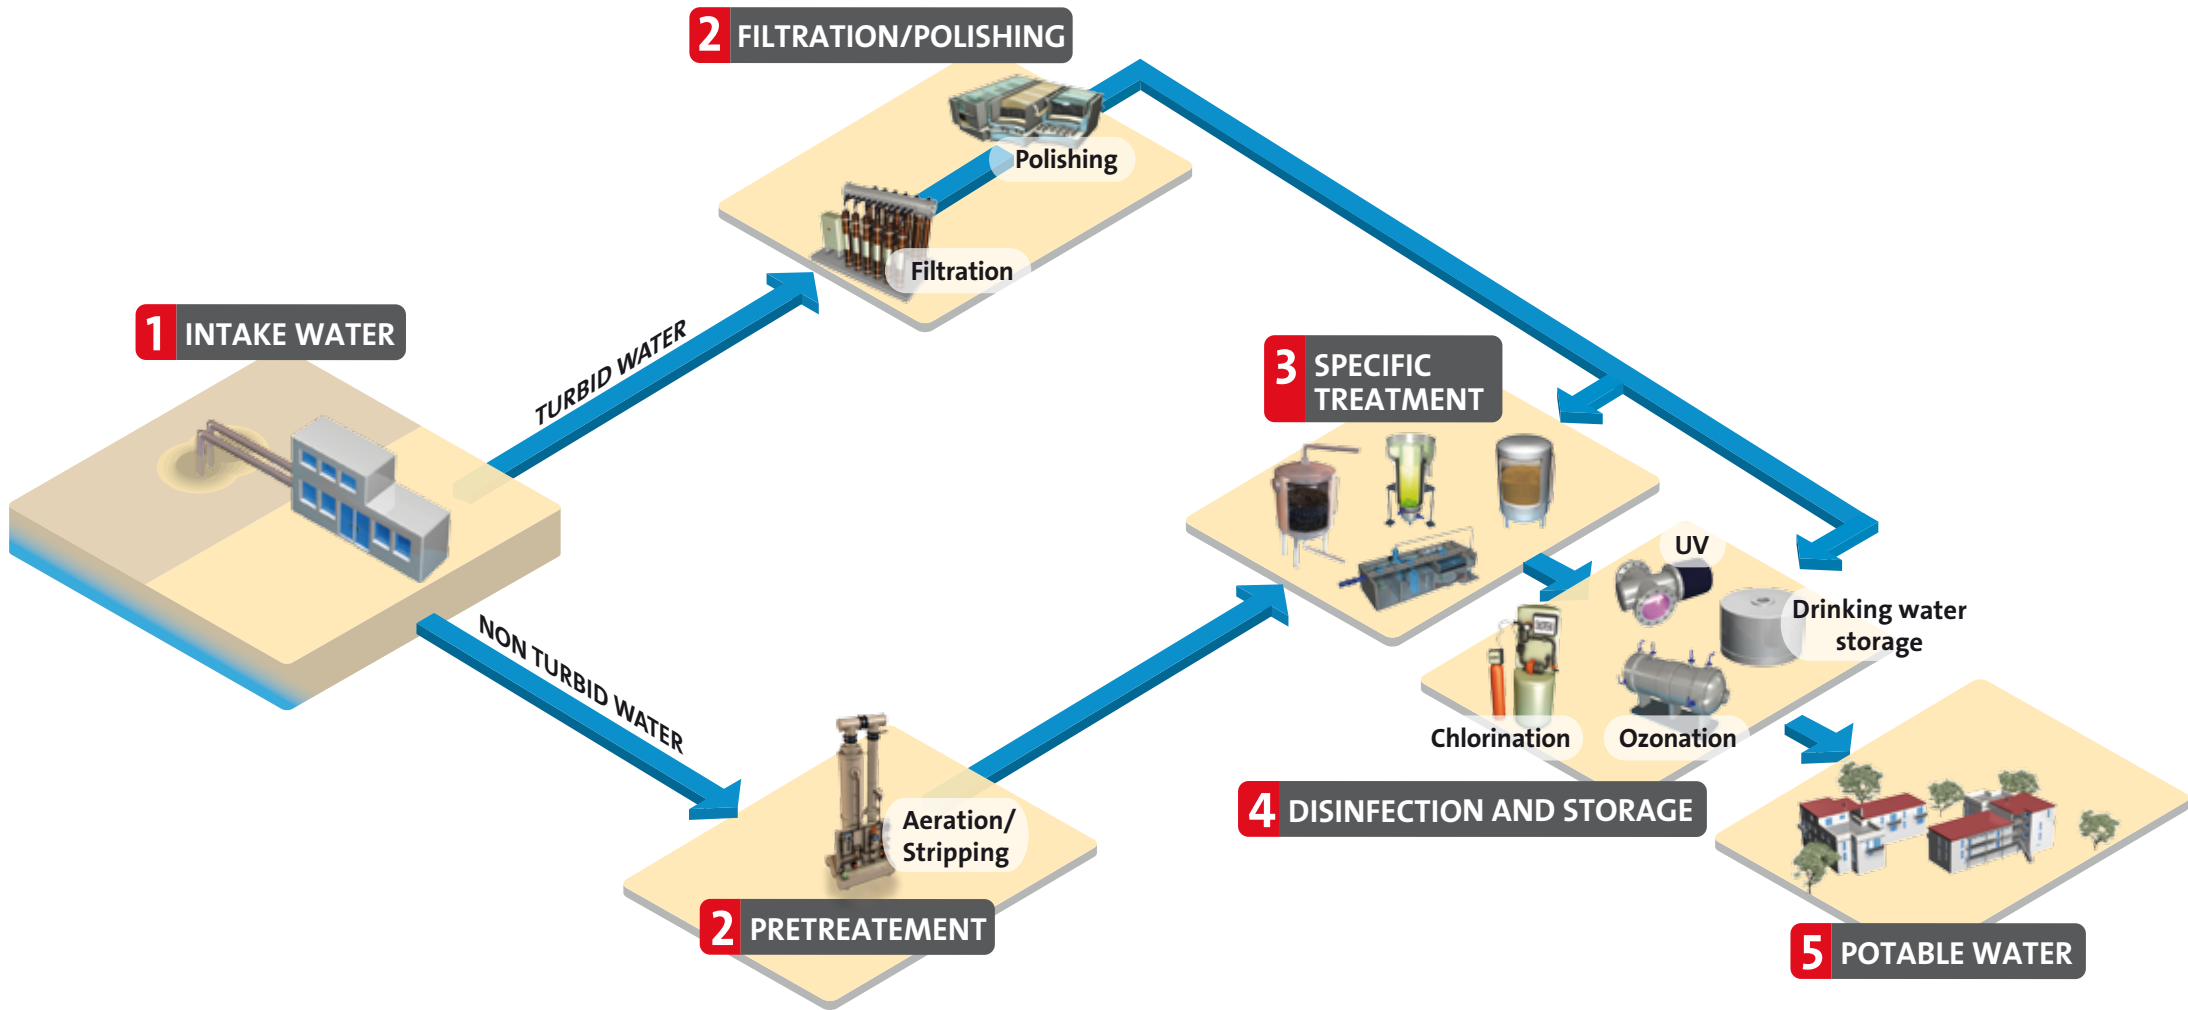 2 FILTRATION/POLISHING
Polishing
Filtration
1 INTAKE WATER
TURBID WATER
3 SPECIFIC
TREATMENT
UV
Drinking water
storage
NON TURBID WATER
Chlorination
Ozonation
4 DISINFECTION AND STORAGE
Aeration/
Stripping
2 PRETREATEMENT
5 POTABLE WATER